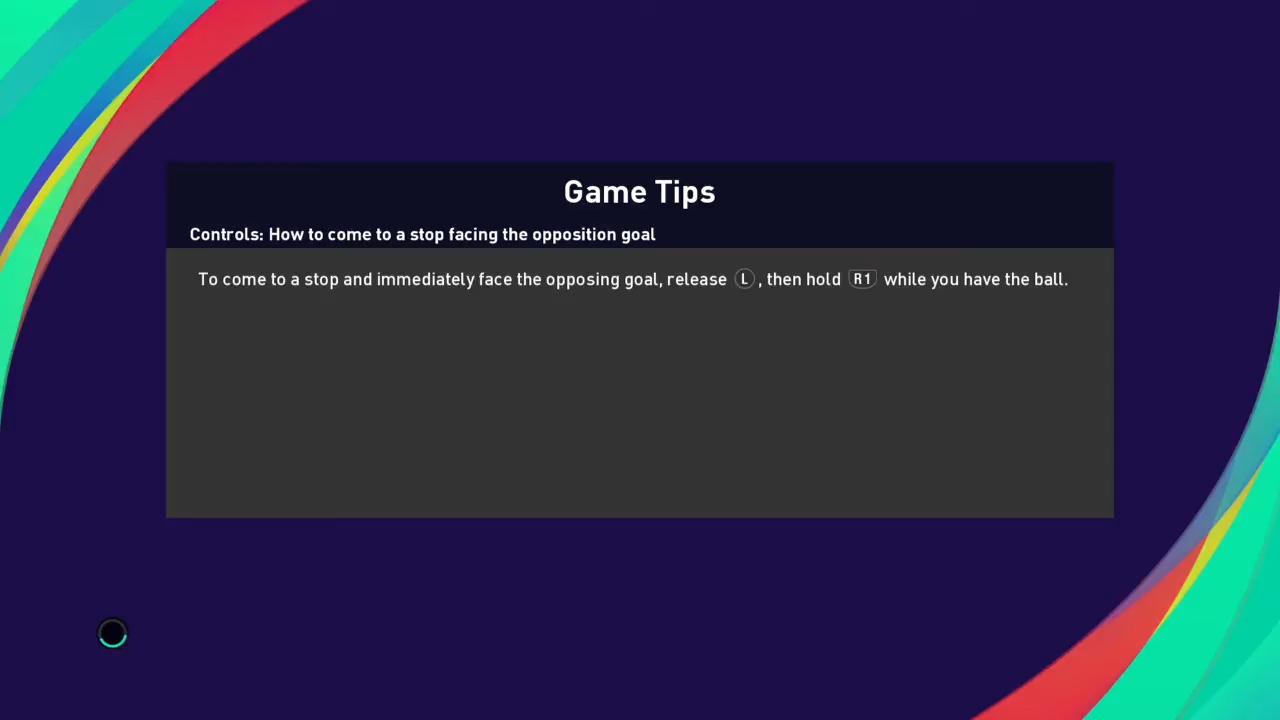 Game Tips
Controls: How to come to a stop facing the opposition goal
To come to a stop and immediately face the opposing goal, release L, then hold R1 while you have the ball.